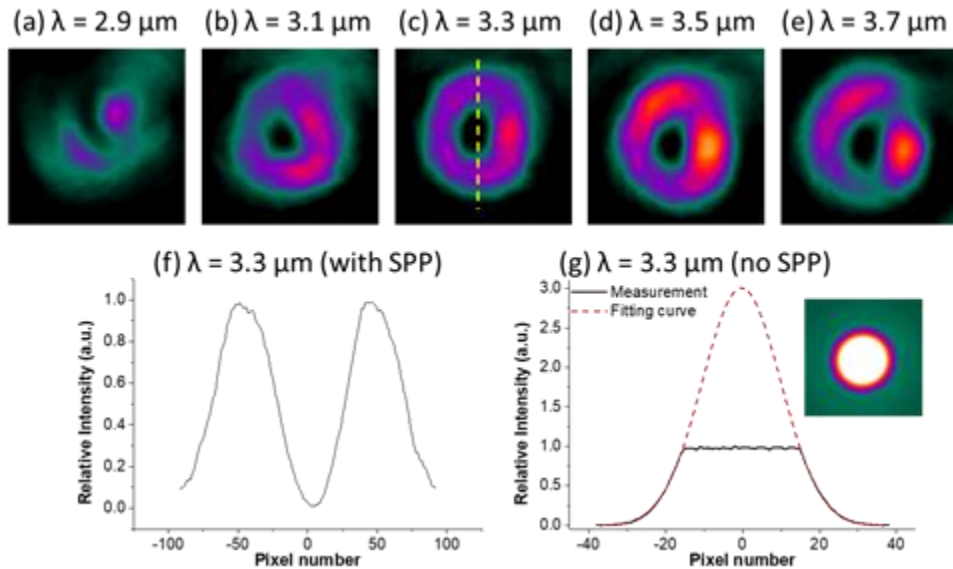 (a) λ = 2.9 µm (b) λ = 3.1 µm (c) λ = 3.3 µm (d) λ = 3.5 µm (e) λ = 3.7 µm
(f) λ = 3.3 µm (with SPP)
Relative Intensity (a.u.)
1.0
0.8
0.6
0.4
0.2
0.0
-100 -50 0 50 100
Pixel number
(g) λ = 3.3 µm (no SPP)
Measurement
Fitting curve
Relative Intensity (a.u.)
3.0
2.5
2.0
1.5
1.0
0.5
0.0
-40 -20 0 20 40
Pixel number